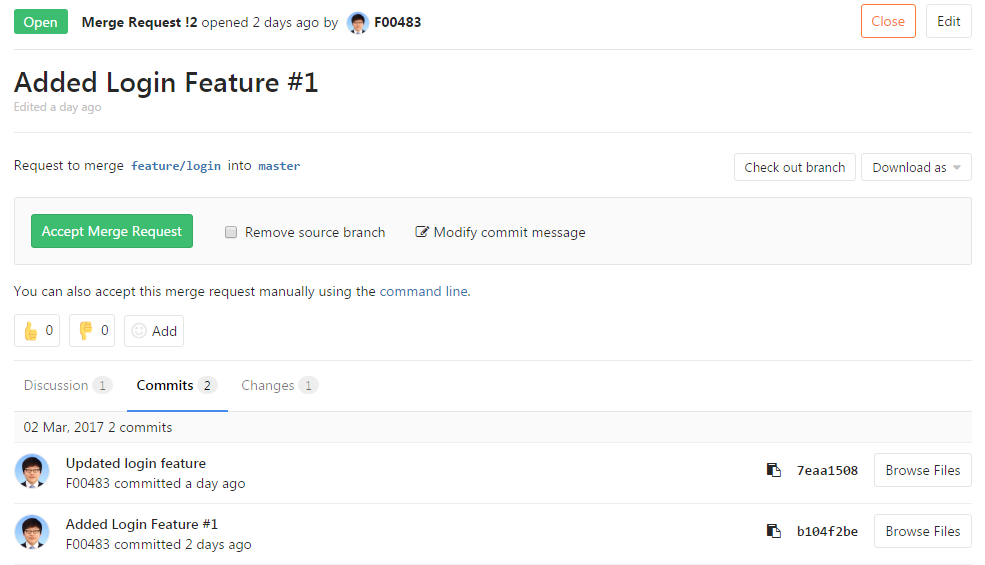 Open Merge Request !2 opened 2 days ago by F00483 Close Edit
Added Login Feature #1
Edited a day ago
Request to merge feature/login into master Check out branch Download as
Accept Merge Request Remove source branch Modify commit message
You can also accept this merge request manually using the command line.
0 0 Add
Discussion 1 Commits 2 Changes 1
02 Mar, 2017 2 commits
Updated login feature
F00483 committed a day ago
7eaa1508 Browse Files
Added Login Feature #1
F00483 committed 2 days ago
b104f2be Browse Files